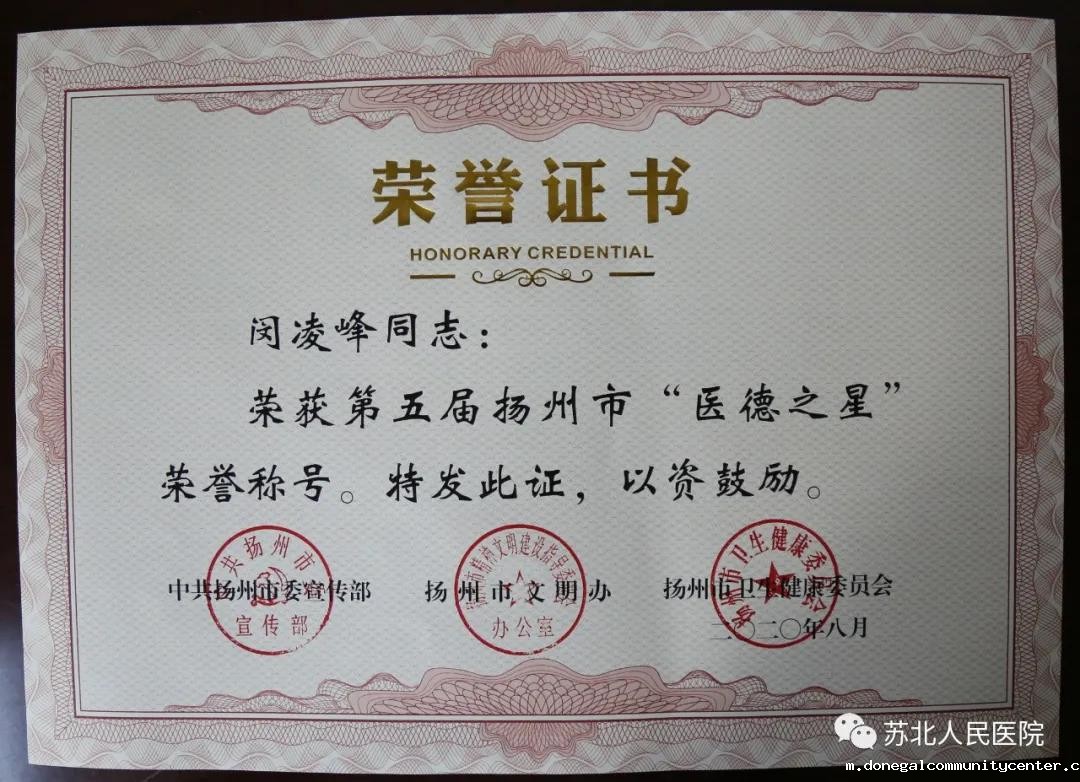 荣誉证书
HONORARY CREDENTIAL
闵凌峰同志：
荣获第五届扬州市“医德之星”
荣誉称号。特发此证，以资鼓励。
中共扬州市委宣传部 扬州市文明办 扬州市卫生健康委员会
宣传部
办公室
二〇二〇年八月
苏北人民医院
m.donegalcommunitycenter.c